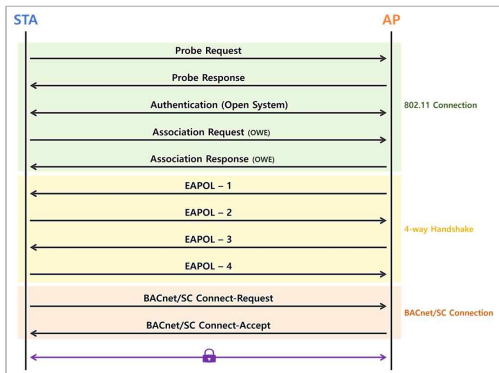 STA
AP
Probe Request
Probe Response
Authentication (Open System)
802.11 Connection
Association Request (OWE)
Association Response (OWE)
EAPOL – 1
EAPOL – 2
4-way Handshake
EAPOL – 3
EAPOL – 4
BACnet/SC Connect-Request
BACnet/SC Connection
BACnet/SC Connect-Accept